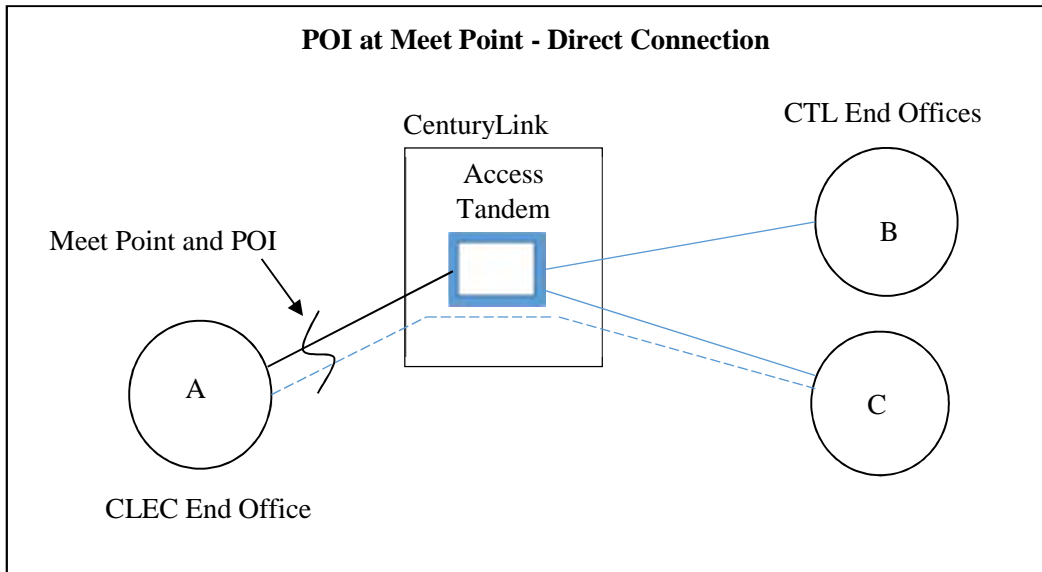 POI at Meet Point - Direct Connection
CTL End Offices
CenturyLink
Access
Tandem
B
Meet Point and POI
A
C
CLEC End Office